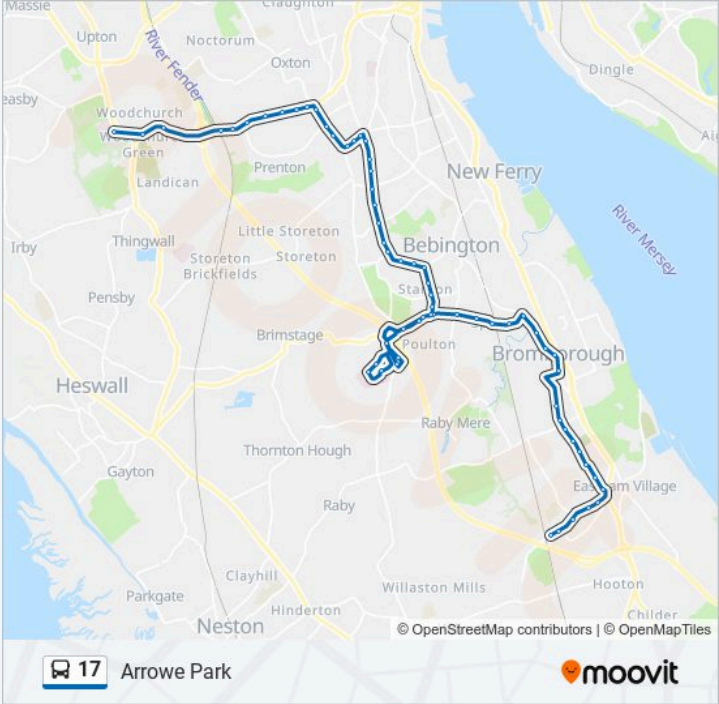 Massie
Claughton
Upton
River Fender
Noctorum
Oxton
Dingle
easby
Woodchurch
Green
Prenton
Landican
New Ferry
River Mersey
Little Storeton
Thingwall
Bebington
Irby
Storeton
Brickfields
Storeton
Pensby
Brimstage
Poulton
Heswall
Raby Mere
Thornton Hough
Gayton
Raby
Village
Clayhill
Willaston Mills
Hooton
Parkgate
Hinderton
Childer
Neston
© OpenStreetMap contributors | © OpenMapTiles
17 Arrowe Park
moovit